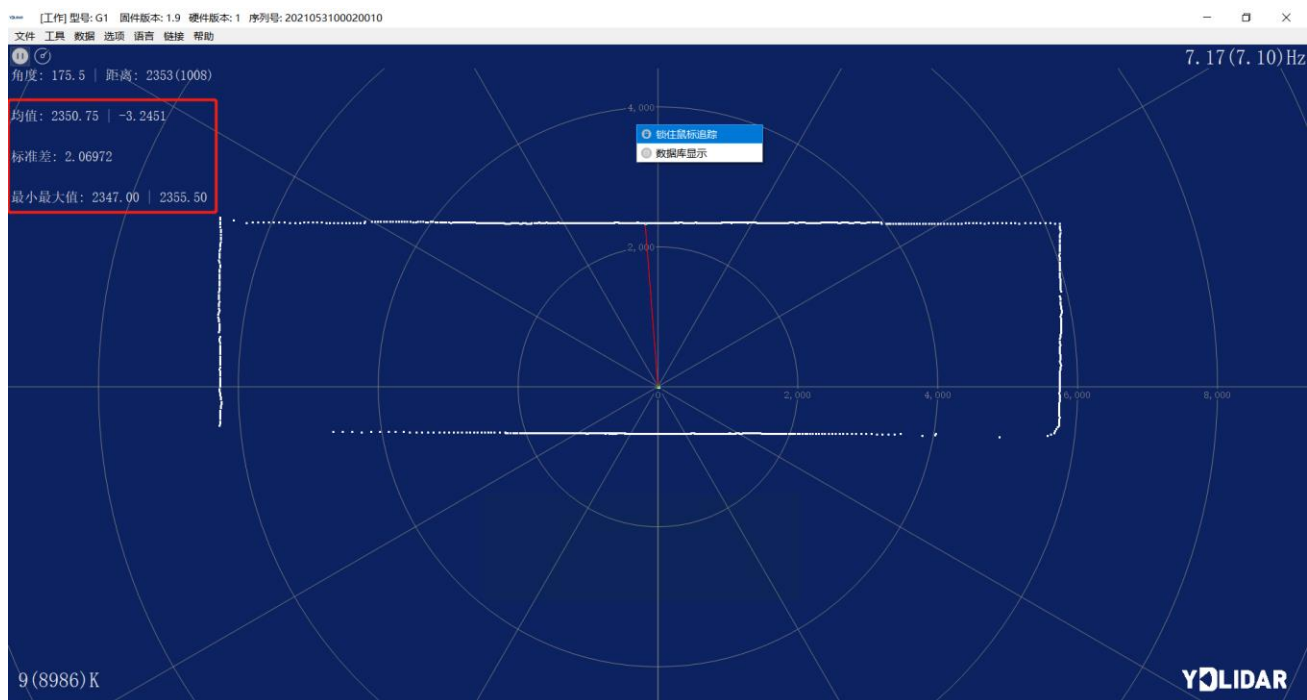 [工作] 型号: G1 固件版本: 1.9 硬件版本: 1 序列号: 2021053100020010
文件 工具 数据 选项 语言 链接 帮助
7.17(7.10)Hz
角度: 175.5 | 距离: 2353(1008)
均值: 2350.75 | -3.2451
标准差: 2.06972
最小最大值: 2347.00 | 2355.50
4,000
锁住鼠标追踪
数据库显示
2,000
0
2,000
4,000
6,000
8,000
9(8986)K
YDLIDAR